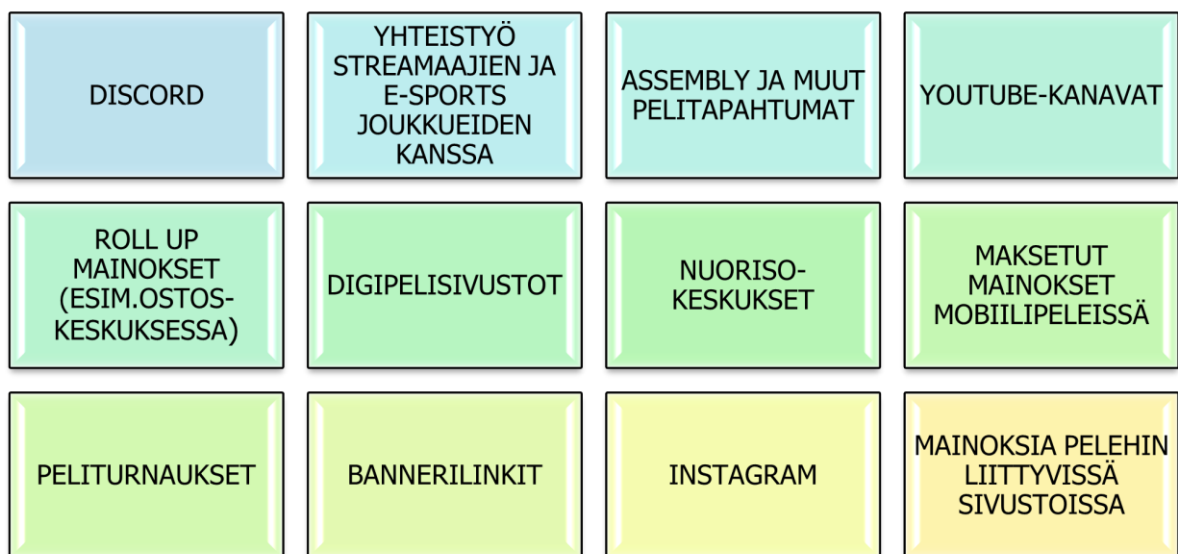 DISCORD
YHTEISTYÖ
STREAMAAJIEN JA
E-SPORTS
JOUKKUEIDEN
KANSSA
ASSEMBLY JA MUUT
PELITAPAHTUMAT
YOUTUBE-KANAVAT
ROLL UP
MAINOKSET
(ESIM.OSTOS-
KESKUKSESSA)
DIGIPELISIVUSTOT
NUORISO-
KESKUKSET
MAKSETUT
MAINOKSET
MOBIILIPELEISSÄ
PELITURNAUKSET
BANNERILINKIT
INSTAGRAM
MAINOKSIA PELEHIN
LIITTYVISSÄ
SIVUSTOISSA